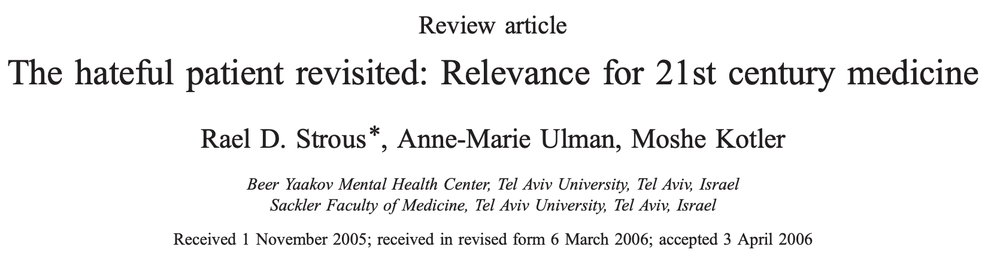 Review article
The hateful patient revisited: Relevance for 21st century medicine
Rael D. Strous*, Anne-Marie Ulman, Moshe Kotler
Beer Yaakov Mental Health Center, Tel Aviv University, Tel Aviv, Israel
Sackler Faculty of Medicine, Tel Aviv University, Tel Aviv, Israel
Received 1 November 2005; received in revised form 6 March 2006; accepted 3 April 2006